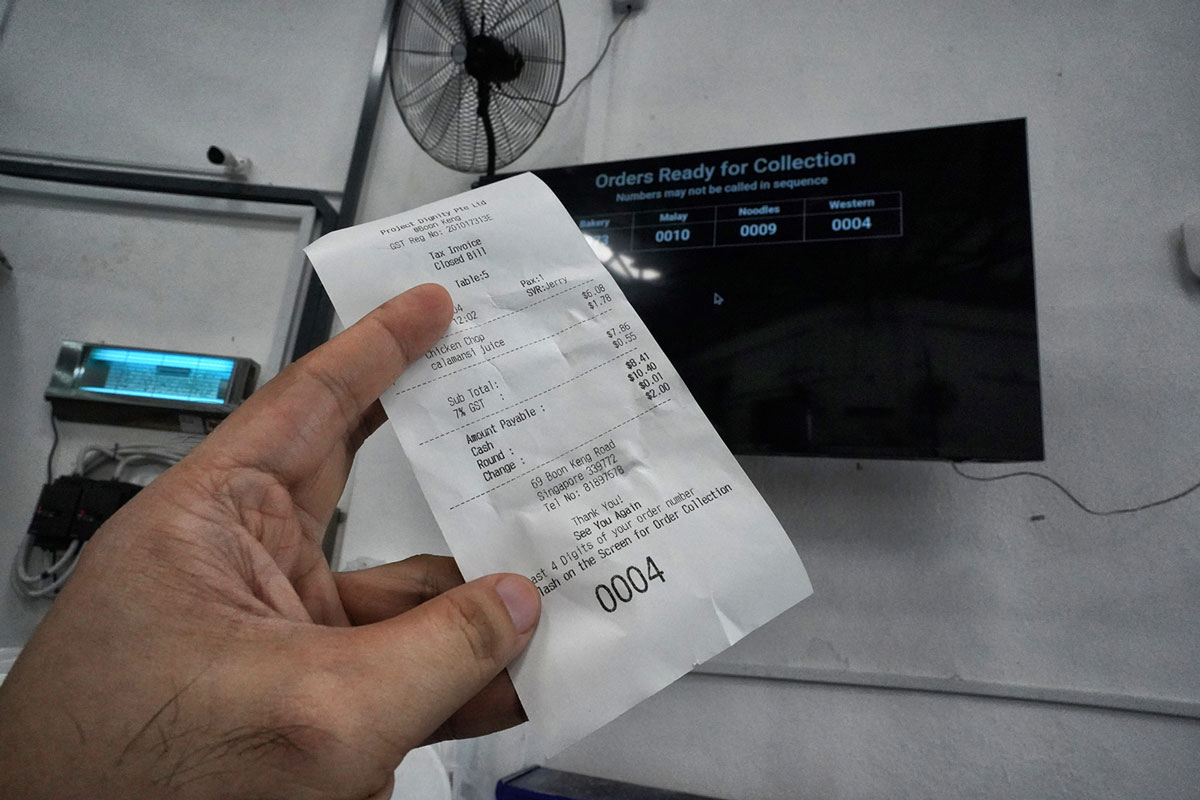 Orders Ready for Collection
Numbers may not be called in sequence
Bakery Malay Noodles Western
0010 0009 0004
Project Dignity Pte Ltd
@Boon Keng
GST Reg No: 201017313E
Tax Invoice
Closed Bill
Table:5 Pax:1
SVR:Jerry
12:02
Chicken Chop $6.08
calamansi juice $1.78
Sub Total: $7.86
7% GST : $0.55
Amount Payable : $8.41
Cash $10.40
Round : $0.01
Change : $2.00
69 Boon Keng Road
Singapore 339772
Tel No: 81897678
Thank You!
See You Again
4 Digits of your order number
on the Screen for Order Collection
0004